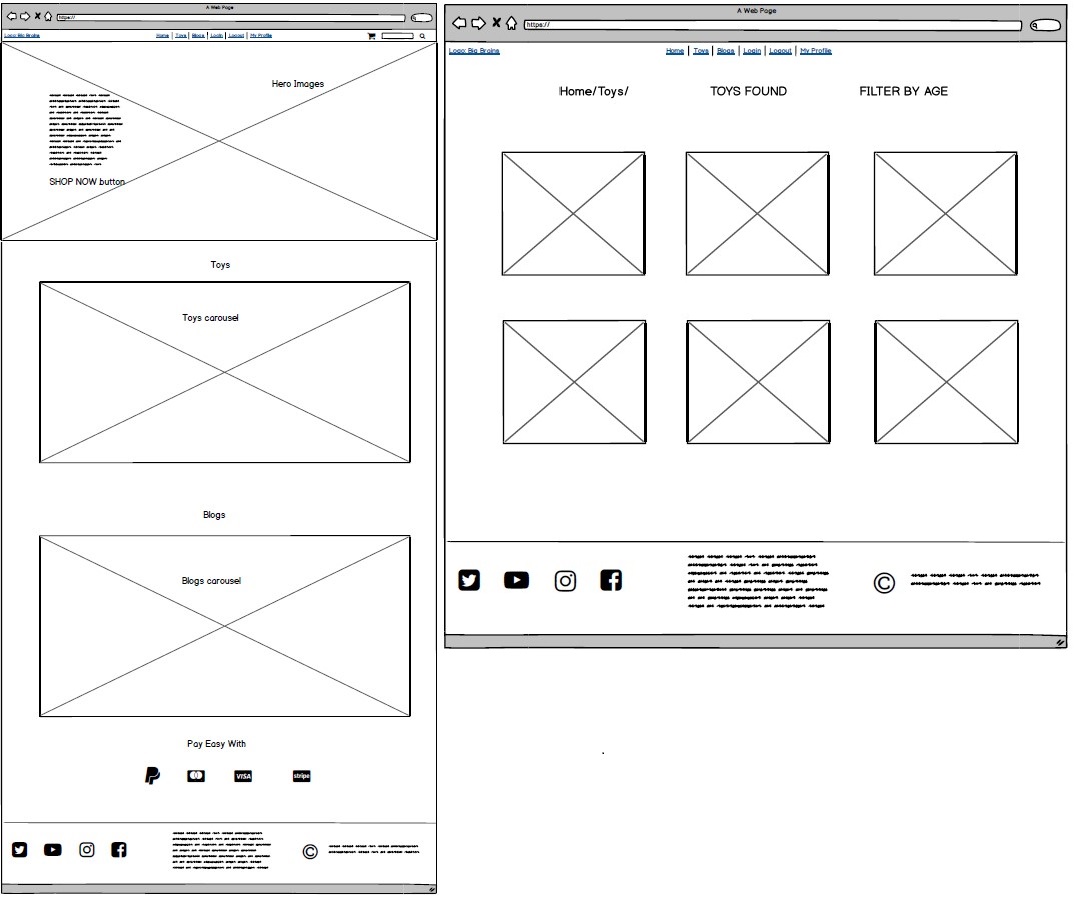 A Web Page
https://
Logo: Big Brains
Home | Toys | Blogs | Login | Logout | My Profile
Hero Images
SHOP NOW button
Toys
Toys carousel
Blogs
Blogs carousel
Pay Easy With
VISA
stripe
A Web Page
https://
Logo: Big Brains
Home | Toys | Blogs | Login | Logout | My Profile
Home/Toys/
TOYS FOUND
FILTER BY AGE